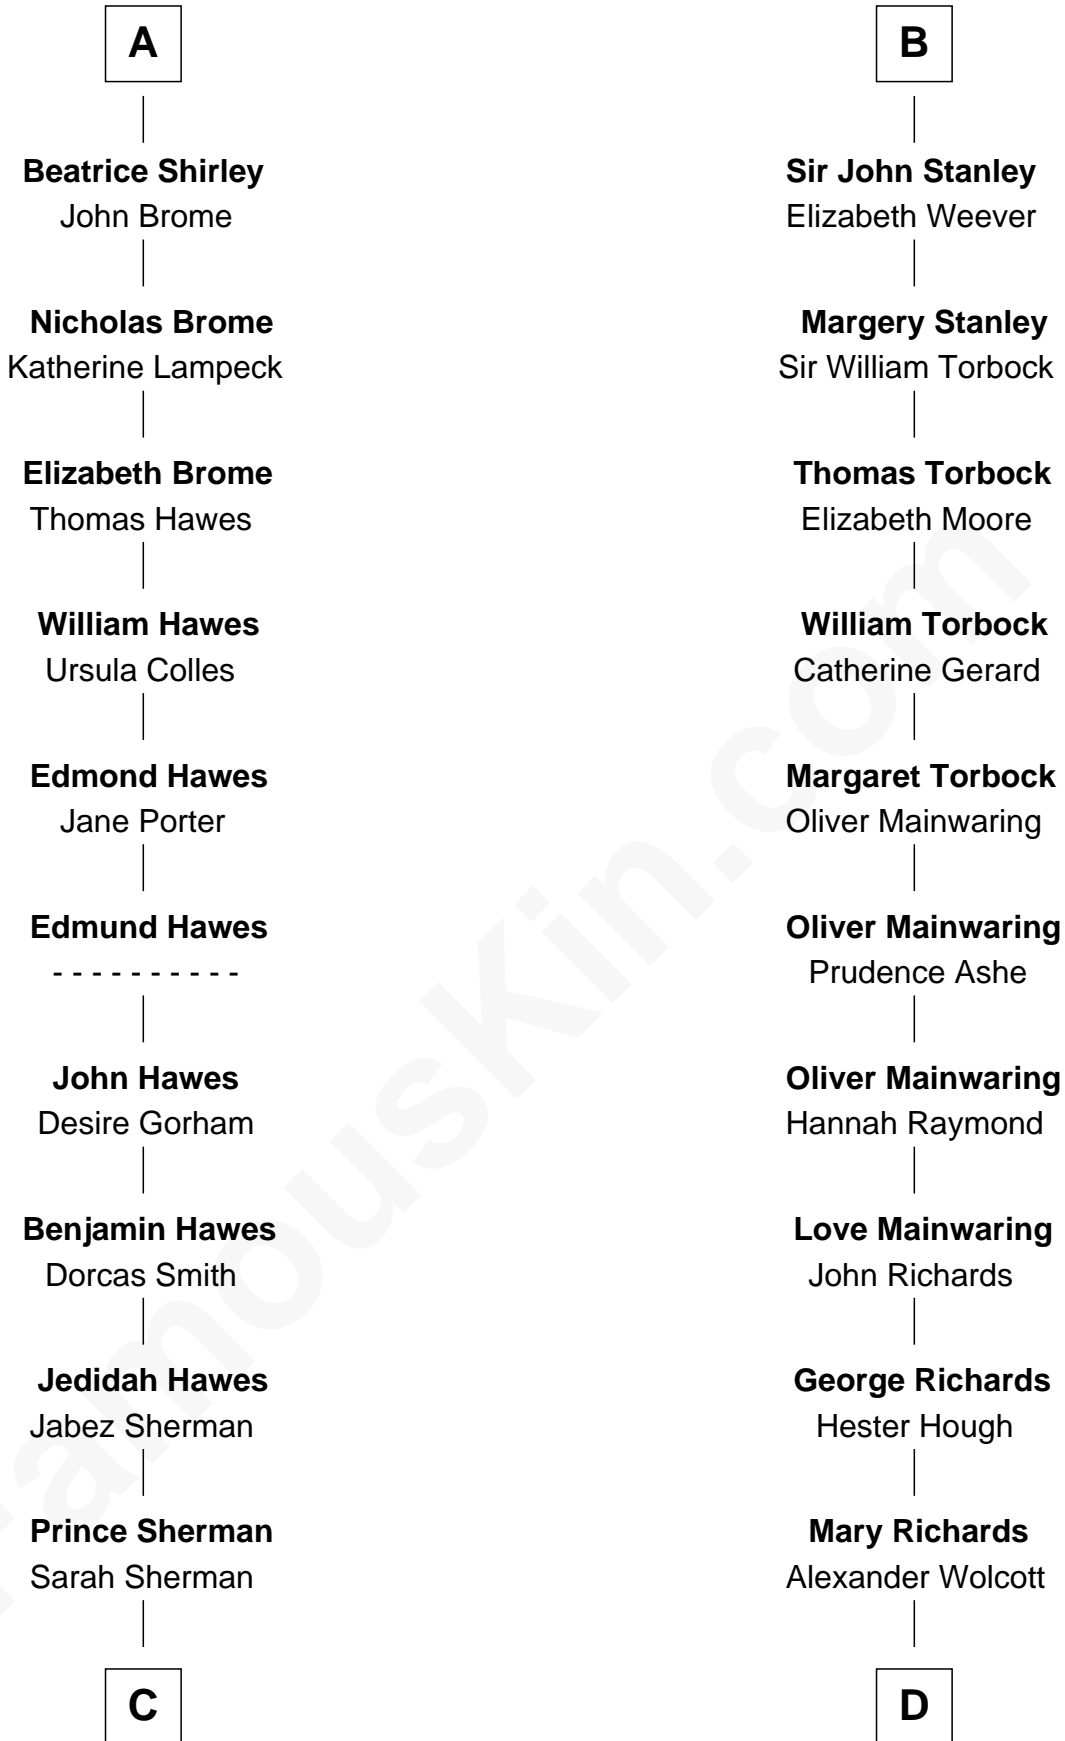 A
Beatrice Shirley
John Brome
Nicholas Brome
Katherine Lampeck
Elizabeth Brome
Thomas Hawes
William Hawes
Ursula Colles
Edmond Hawes
Jane Porter
Edmund Hawes
- - - - - - - - - -
John Hawes
Desire Gorham
Benjamin Hawes
Dorcas Smith
Jedidah Hawes
Jabez Sherman
Prince Sherman
Sarah Sherman
C
B
Sir John Stanley
Elizabeth Weever
Margery Stanley
Sir William Torbock
Thomas Torbock
Elizabeth Moore
William Torbock
Catherine Gerard
Margaret Torbock
Oliver Mainwaring
Oliver Mainwaring
Prudence Ashe
Oliver Mainwaring
Hannah Raymond
Love Mainwaring
John Richards
George Richards
Hester Hough
Mary Richards
Alexander Wolcott
D
FamousKin.com